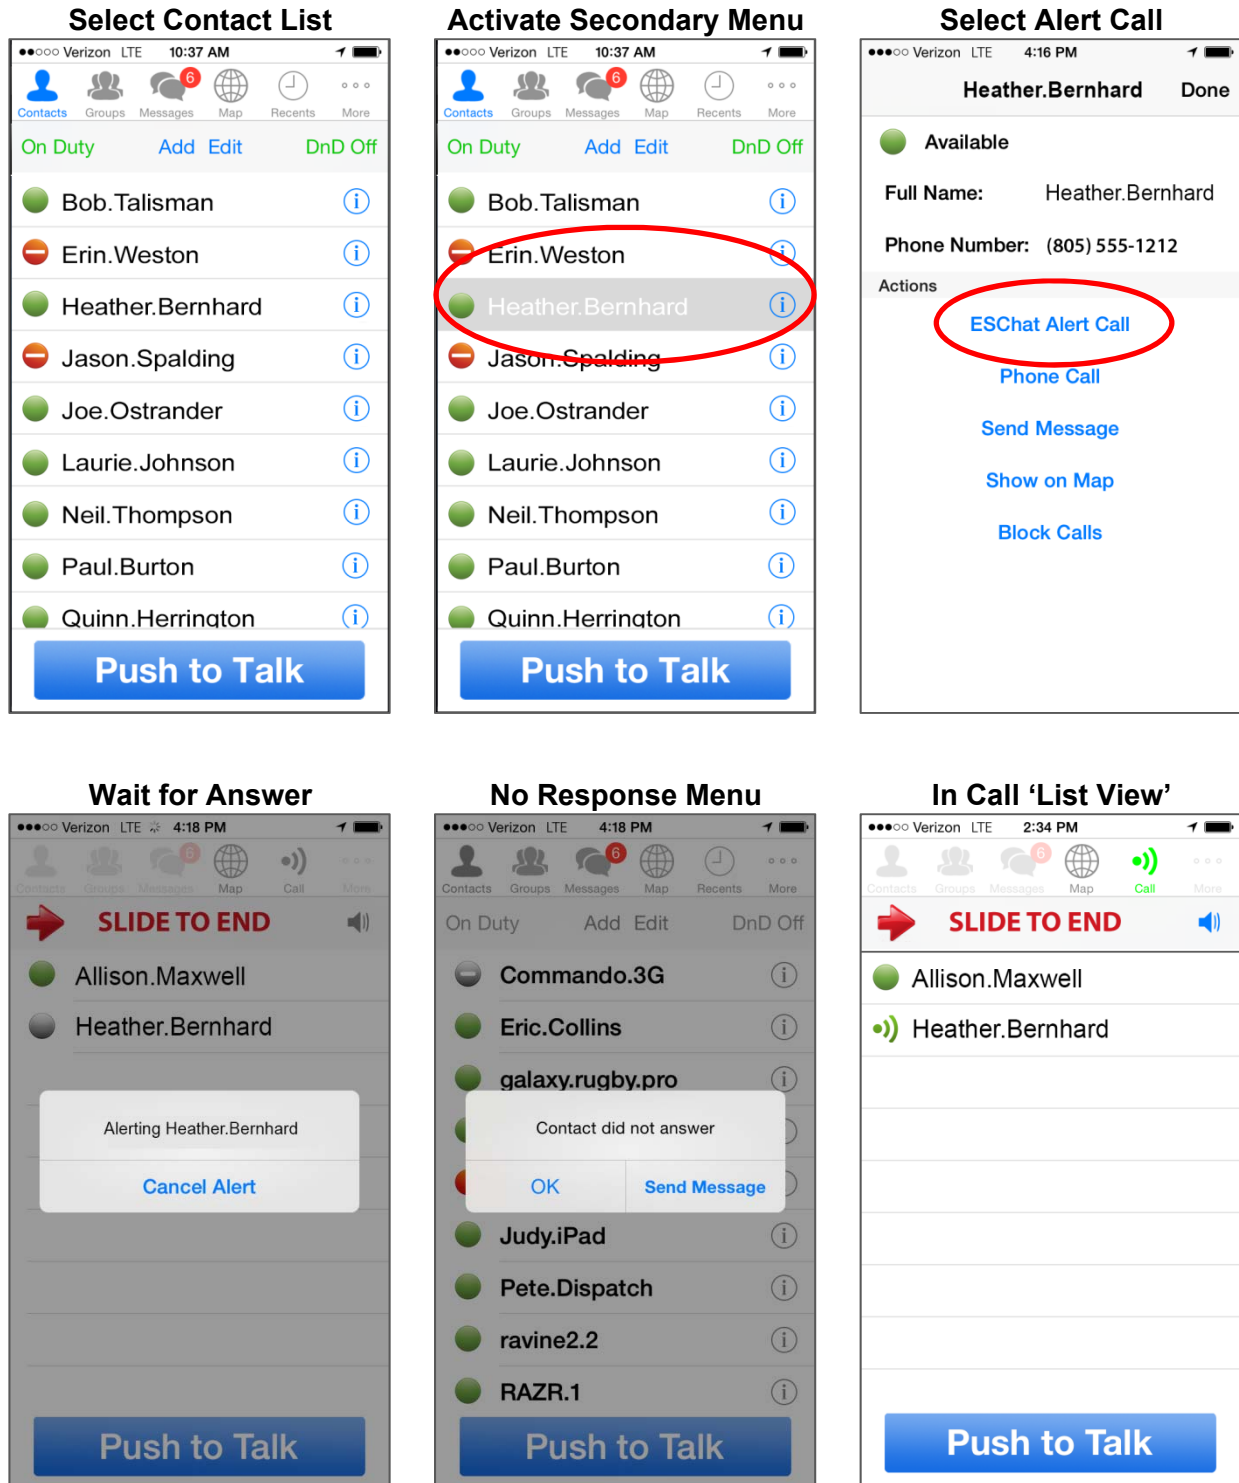 Select Contact List
Verizon LTE 10:37 AM
6
Contacts Groups Messages Map Recents More
On Duty Add Edit DnD Off
Bob.Talisman
Erin.Weston
Heather.Bernhard
Jason.Spalding
Joe.Ostrander
Laurie.Johnson
Neil.Thompson
Paul.Burton
Quinn.Herrington
Push to Talk
Activate Secondary Menu
Verizon LTE 10:37 AM
6
Contacts Groups Messages Map Recents More
On Duty Add Edit DnD Off
Bob.Talisman
Erin.Weston
Heather.Bernhard
Jason.Spalding
Joe.Ostrander
Laurie.Johnson
Neil.Thompson
Paul.Burton
Quinn.Herrington
Push to Talk
Select Alert Call
Verizon LTE 4:16 PM
Heather.Bernhard Done
Available
Full Name: Heather.Bernhard
Phone Number: (805) 555-1212
Actions
ESChat Alert Call
Phone Call
Send Message
Show on Map
Block Calls
Wait for Answer
Verizon LTE 4:18 PM
6
Contacts Groups Messages Map Call More
SLIDE TO END
Allison.Maxwell
Heather.Bernhard
Alerting Heather.Bernhard
Cancel Alert
Push to Talk
No Response Menu
Verizon LTE 4:18 PM
6
Contacts Groups Messages Map Recents More
On Duty Add Edit DnD Off
Commando.3G
Eric.Collins
galaxy.rugby.pro
Contact did not answer
OK Send Message
Judy.iPad
Pete.Dispatch
ravine2.2
RAZR.1
Push to Talk
In Call ‘List View’
Verizon LTE 2:34 PM
6
Contacts Groups Messages Map Call More
SLIDE TO END
Allison.Maxwell
Heather.Bernhard
Push to Talk